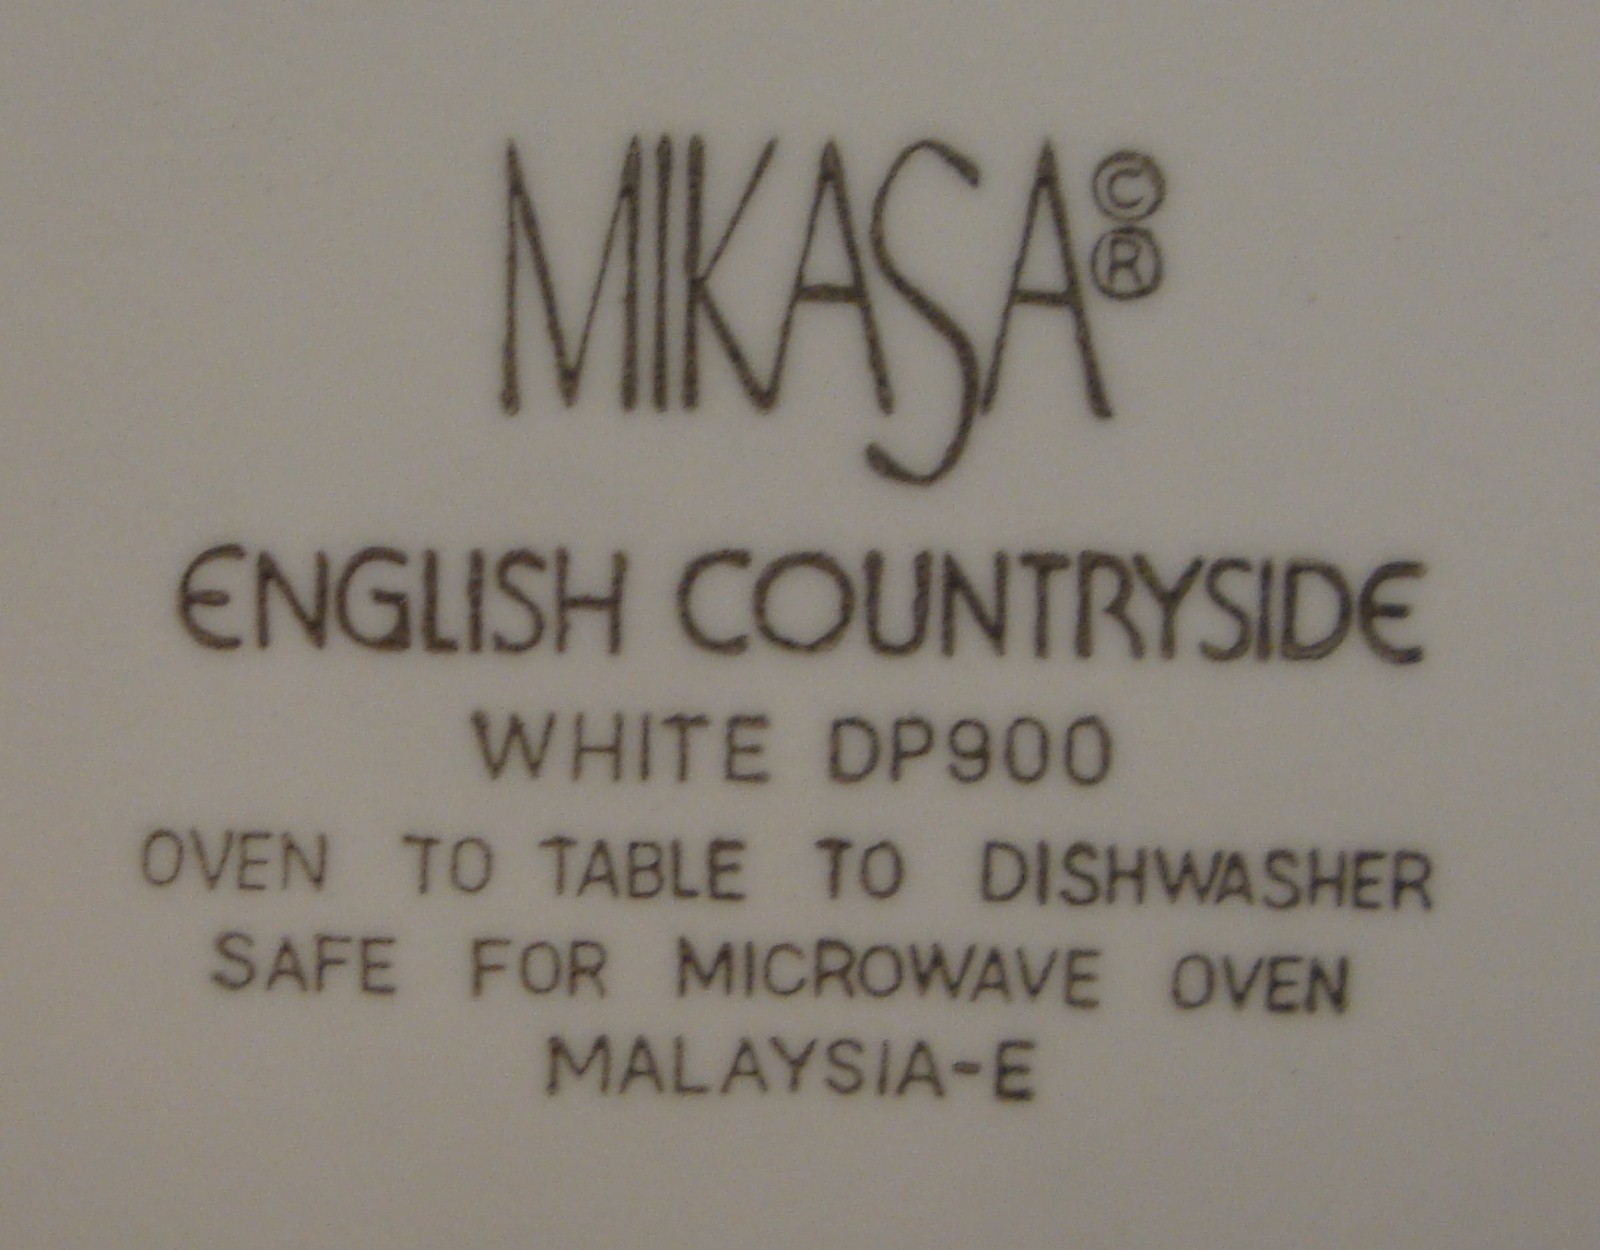 MIKASA©®
ENGLISH COUNTRYSIDE
WHITE DP900
OVEN TO TABLE TO DISHWASHER
SAFE FOR MICROWAVE OVEN
MALAYSIA-E